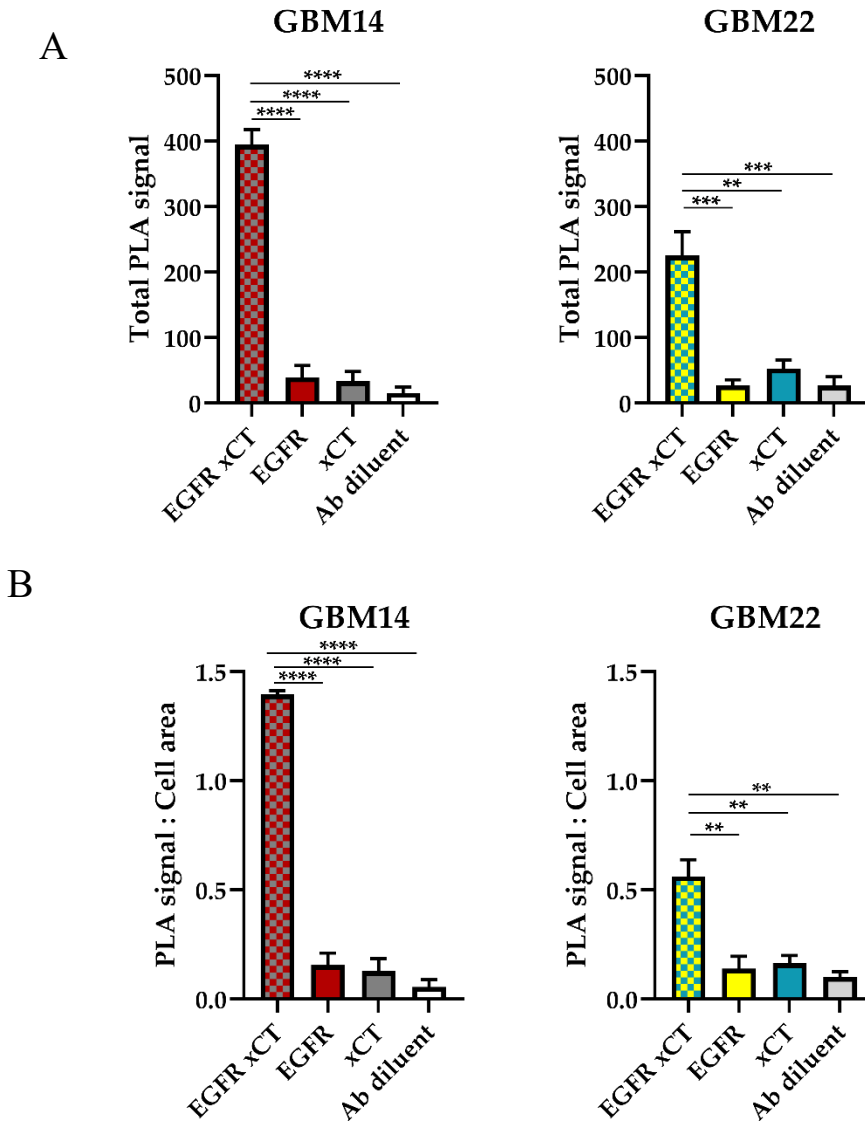 A
GBM14
Total PLA signal
500
400
300
200
100
0
****
****
****
EGFR xCT
EGFR
xCT
Ab diluent
GBM22
Total PLA signal
500
400
300
200
100
0
***
**
***
EGFR xCT
EGFR
xCT
Ab diluent
B
GBM14
PLA signal : Cell area
1.5
1.0
0.5
0.0
****
****
****
EGFR xCT
EGFR
xCT
Ab diluent
GBM22
PLA signal : Cell area
1.5
1.0
0.5
0.0
**
**
**
EGFR xCT
EGFR
xCT
Ab diluent